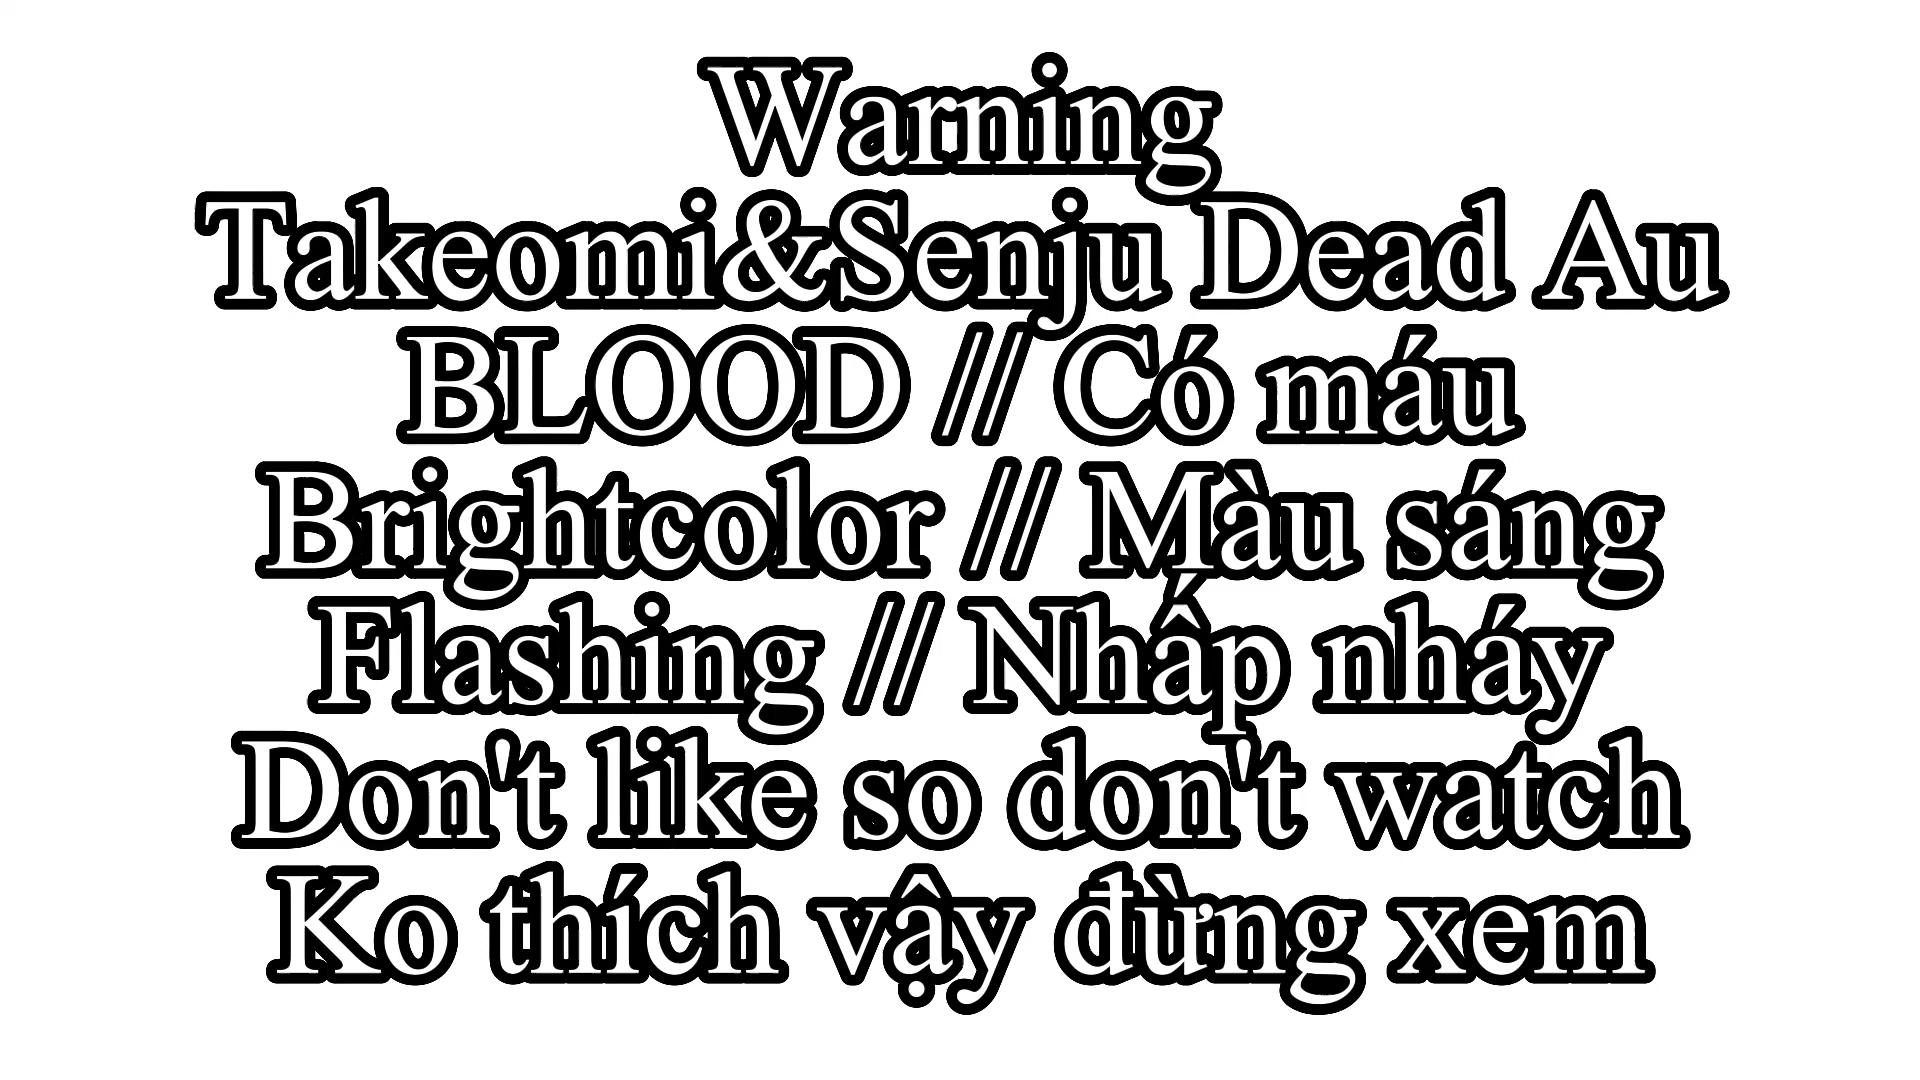 Warning
Takeomi&Senju Dead Au
BLOOD // Có máu
Brightcolor // Màu sáng
Flashing // Nhấp nháy
Don't like so don't watch
Ko thích vậy đừng xem